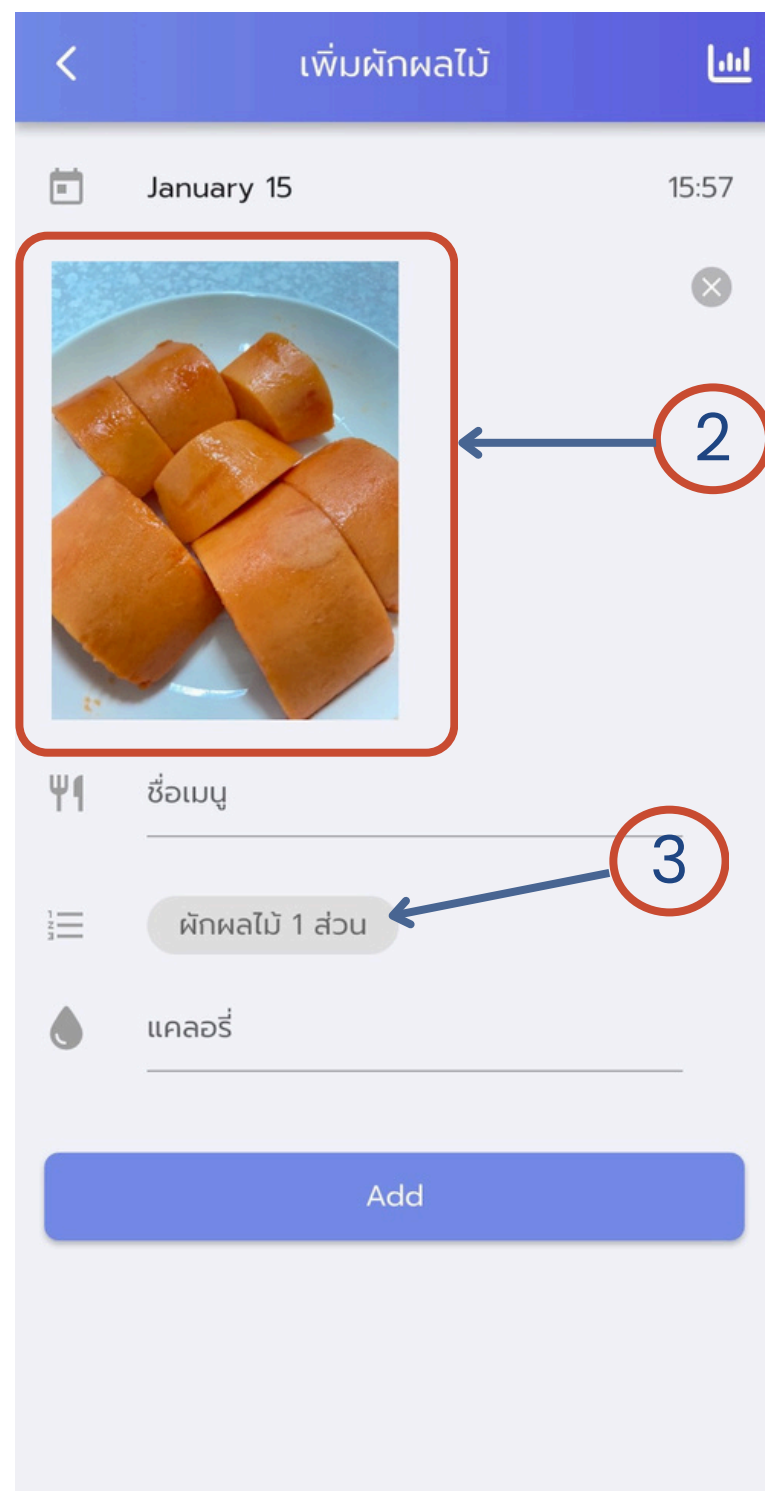 เพิ่มผักผลไม้
January 15
15:57
2
ชื่อเมนู
3
ผักผลไม้ 1 ส่วน
แคลอรี่
Add